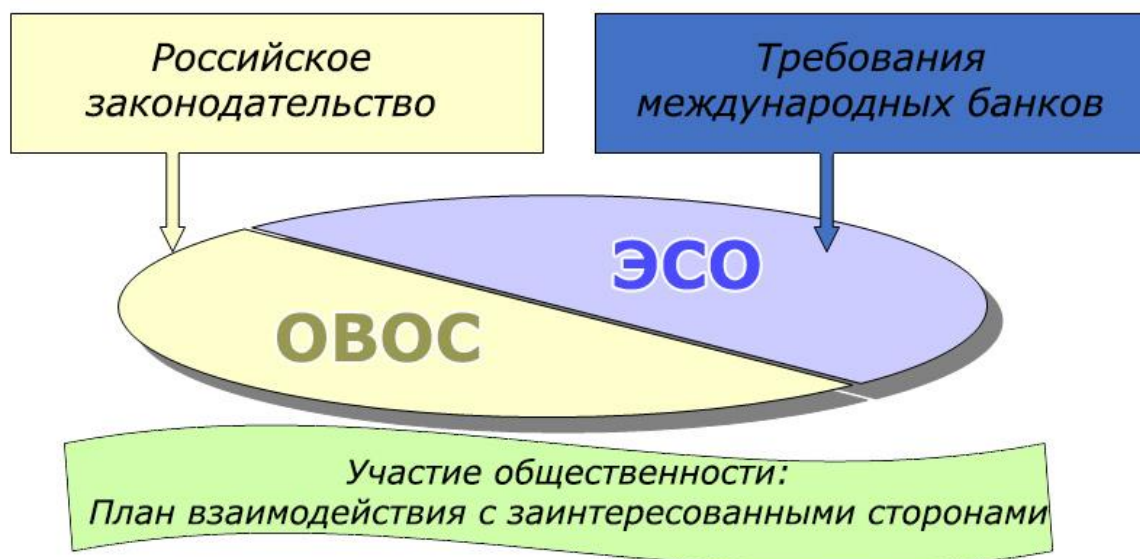 Российское
законодательство
Требования
международных банков
ЭСО
ОВОС
Участие общественности:
План взаимодействия с заинтересованными сторонами